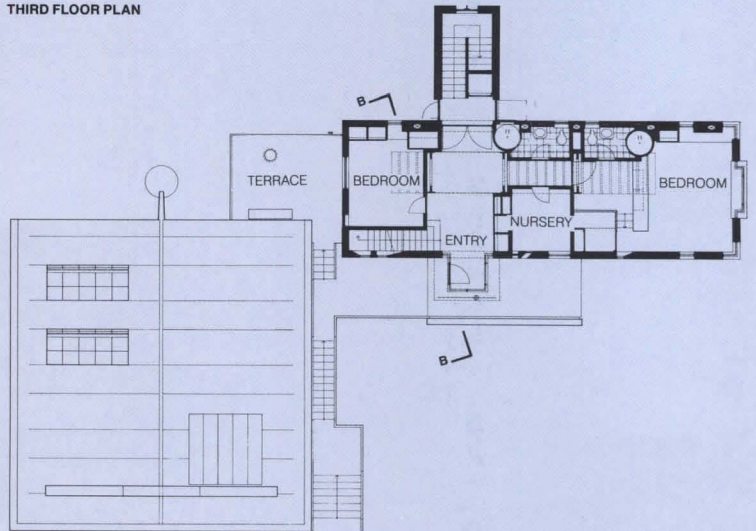 THIRD FLOOR PLAN
B
TERRACE
BEDROOM
BEDROOM
NURSERY
ENTRY
B